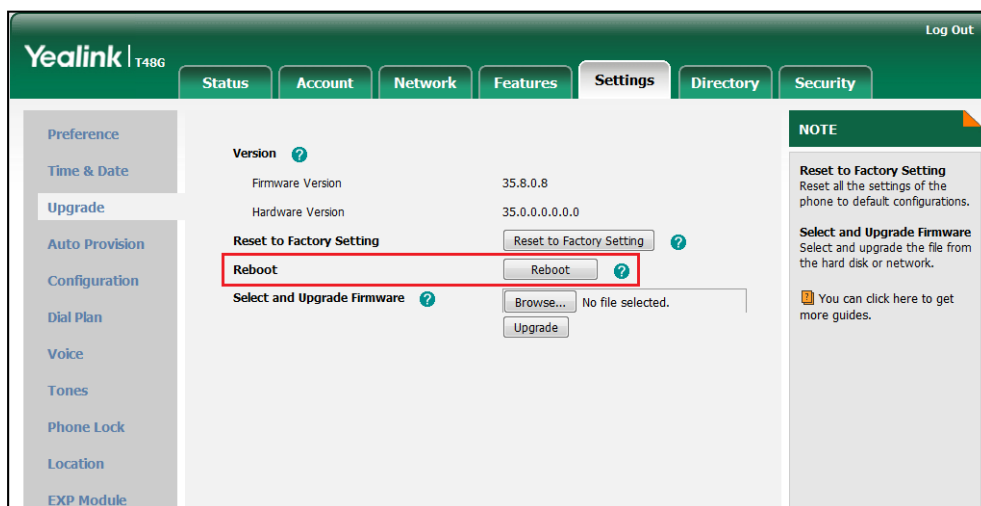 Log Out
Yealink T48G
Status Account Network Features Settings Directory Security
Preference
Time & Date
Upgrade
Auto Provision
Configuration
Dial Plan
Voice
Tones
Phone Lock
Location
EXP Module
Version ?
Firmware Version 35.8.0.8
Hardware Version 35.0.0.0.0.0.0
Reset to Factory Setting Reset to Factory Setting ?
Reboot Reboot ?
Select and Upgrade Firmware ? Browse... No file selected.
Upgrade
NOTE
Reset to Factory Setting
Reset all the settings of the
phone to default configurations.
Select and Upgrade Firmware
Select and upgrade the file from
the hard disk or network.
? You can click here to get
more guides.